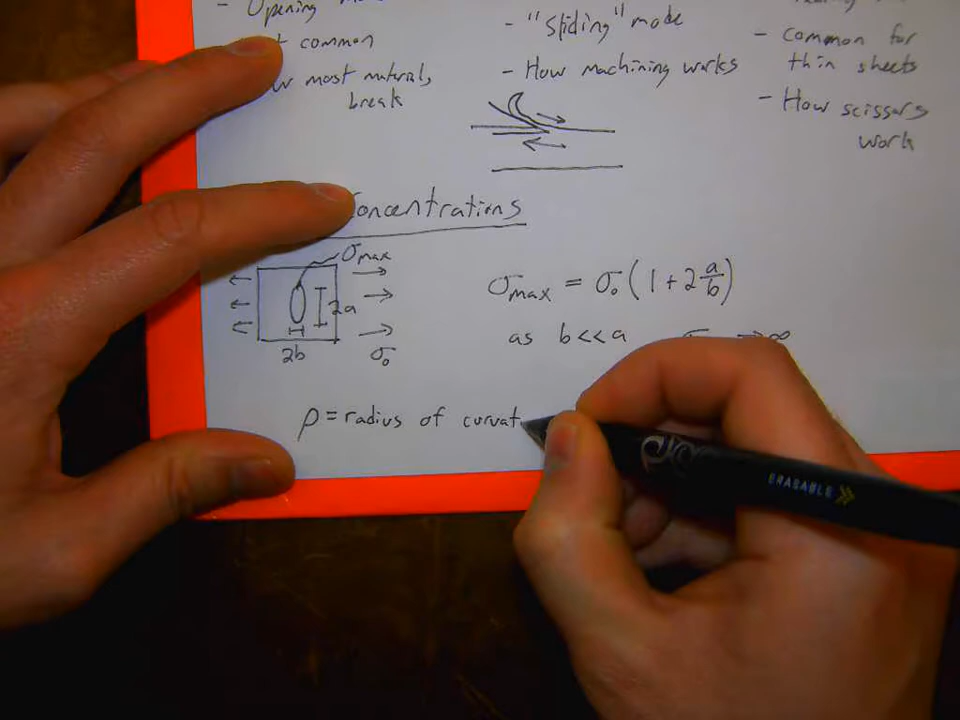 - Opening
- "Sliding" mode
common
- Common for
thin sheets
most materials
break
- How machining works
- How scissors
work
Concentrations
σmax
2a
2b
σ₀
σmax = σ₀ (1 + 2 a/b)
as b << a σ → ∞
ρ = radius of curvat
ERASABLE